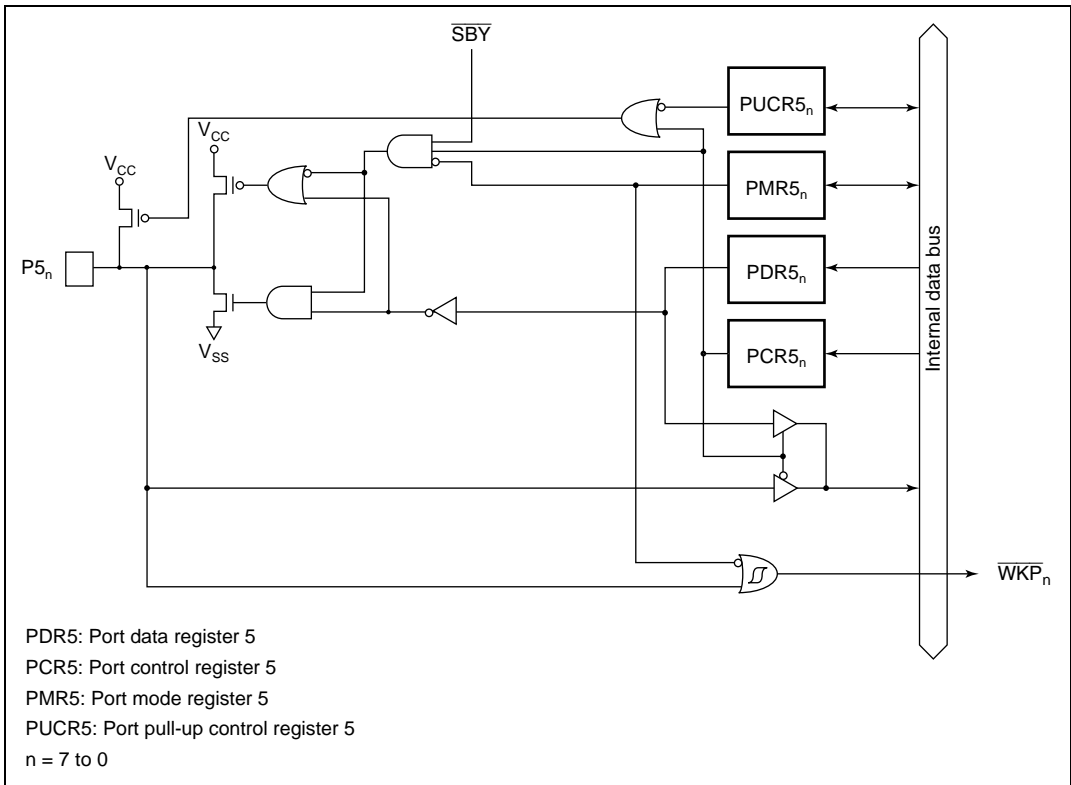 SBY
PUCR5n
VCC
VCC
PMR5n
P5n
PDR5n
VSS
PCR5n
Internal data bus
WKPn
PDR5: Port data register 5
PCR5: Port control register 5
PMR5: Port mode register 5
PUCR5: Port pull-up control register 5
n = 7 to 0